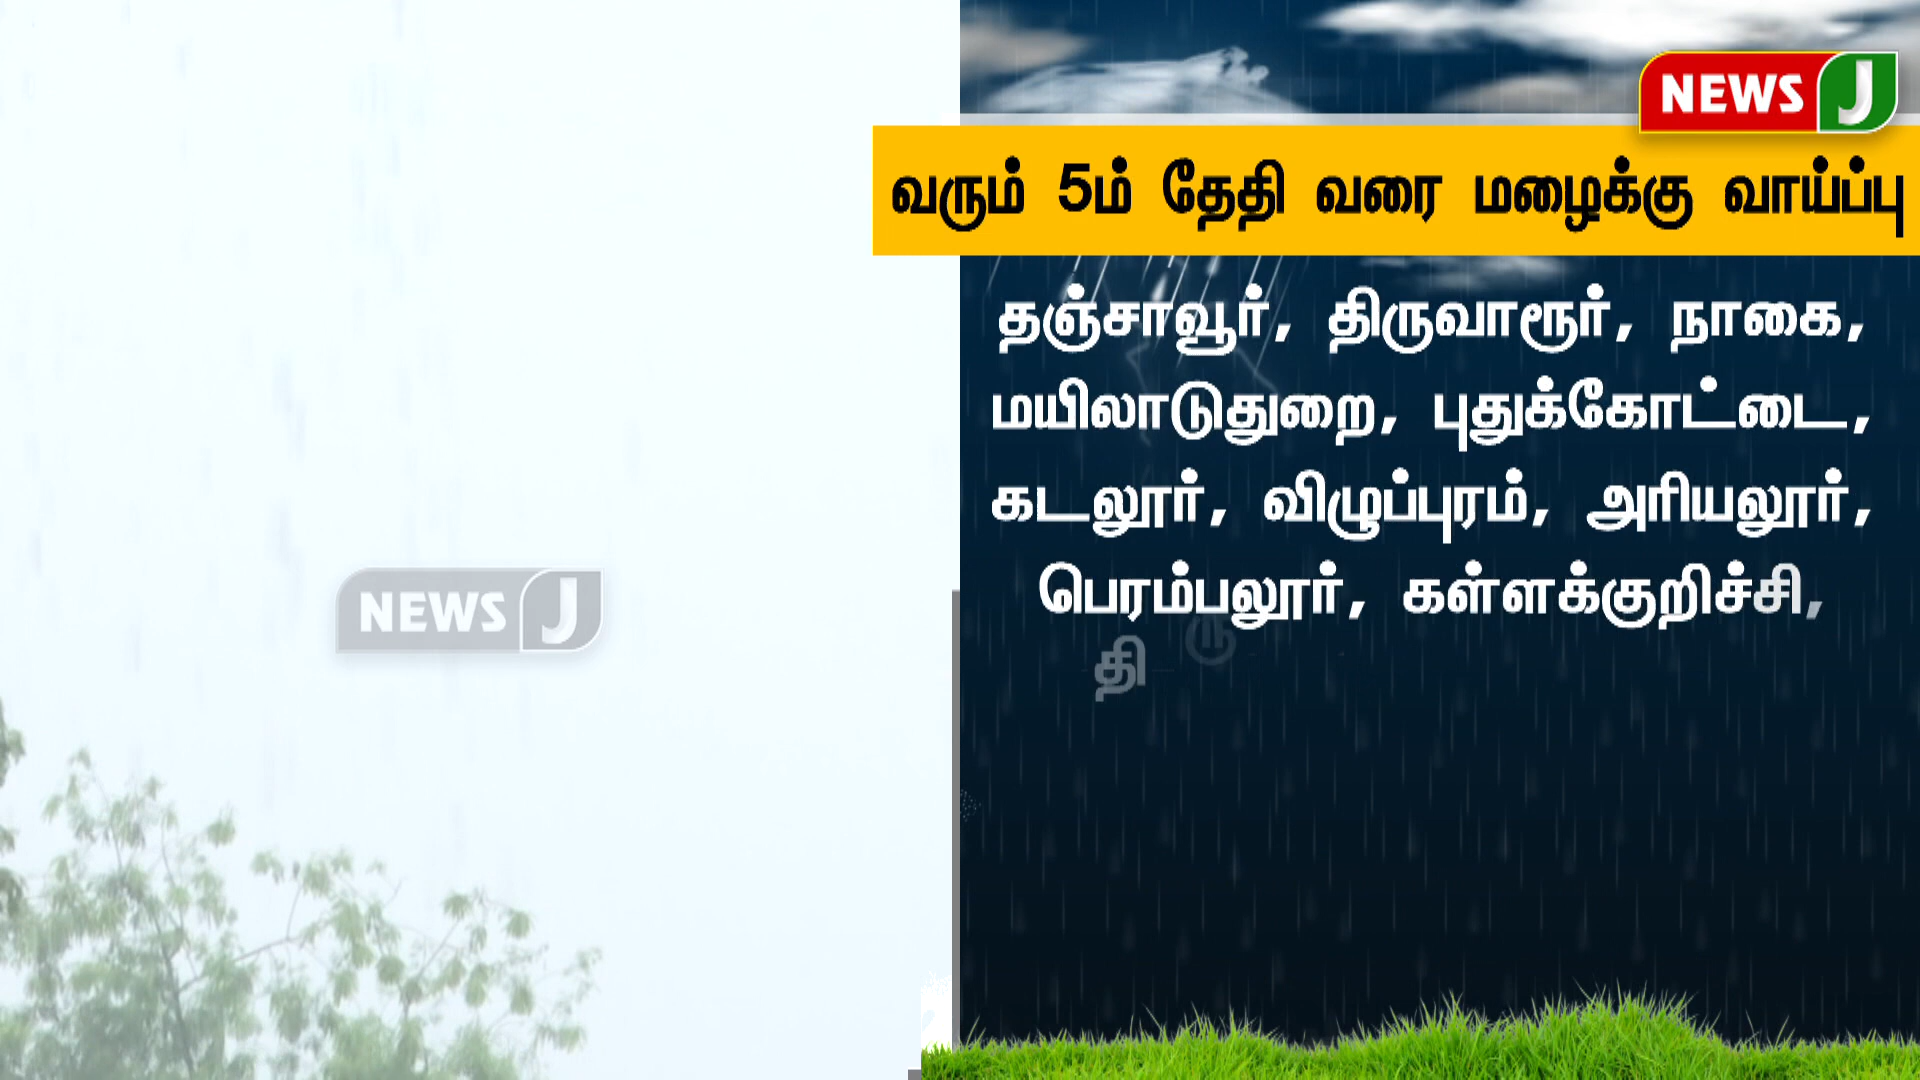 NEWS J
வரும் 5ம் தேதி வரை மழைக்கு வாய்ப்பு
தஞ்சாவூர், திருவாரூர், நாகை,
மயிலாடுதுறை, புதுக்கோட்டை,
கடலூர், விழுப்புரம், அரியலூர்,
பெரம்பலூர், கள்ளக்குறிச்சி,
திரு
NEWS J